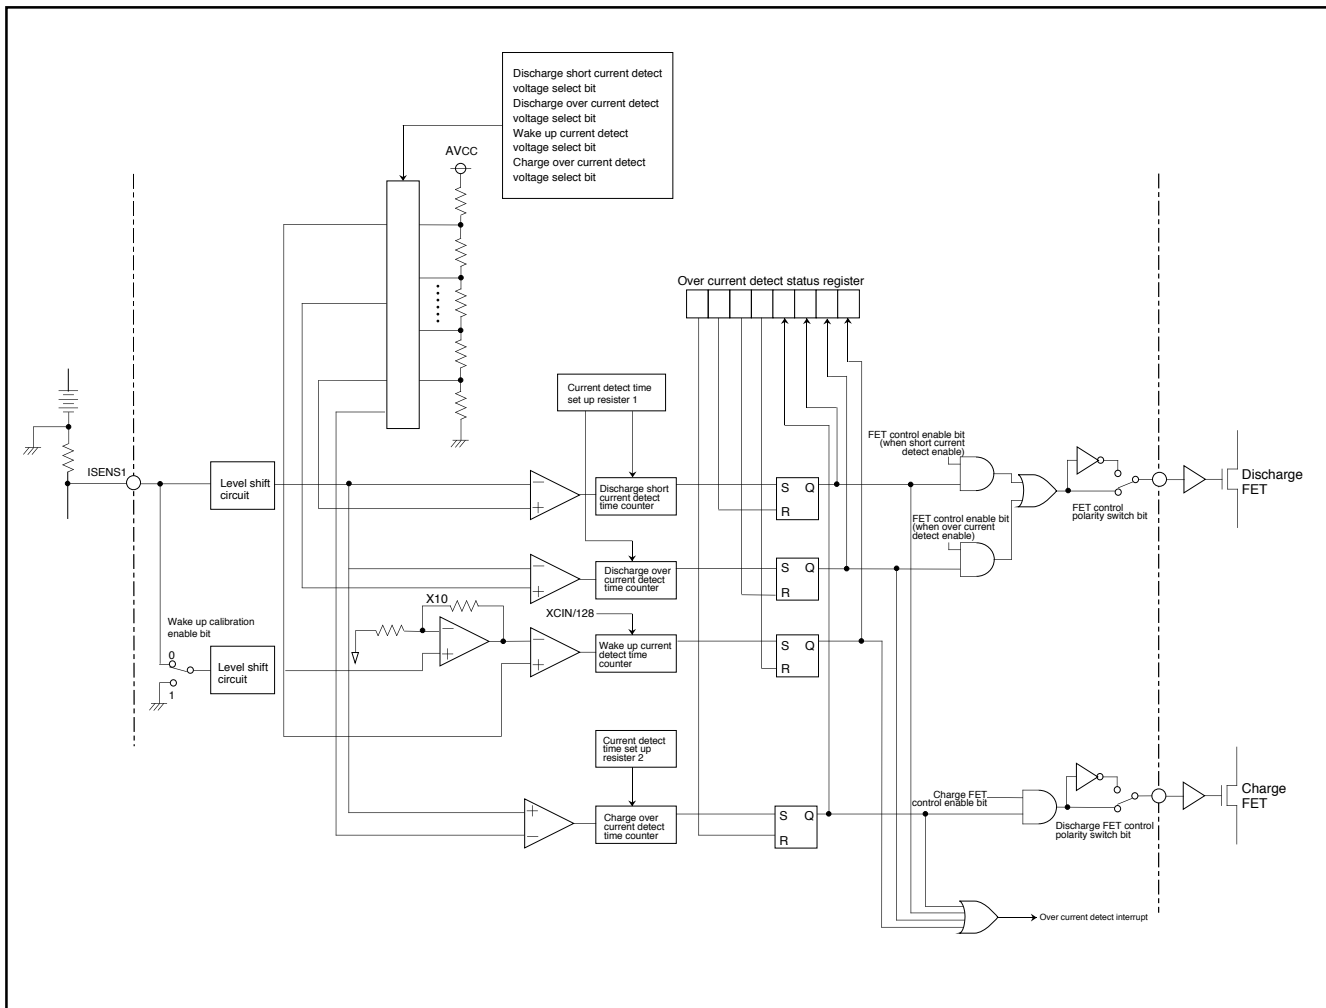 Discharge short current detect
voltage select bit
Discharge over current detect
voltage select bit
Wake up current detect
voltage select bit
Charge over current detect
voltage select bit
AVCC
Over current detect status register
Current detect time
set up resister 1
ISENS1
Level shift
circuit
Discharge short
current detect
time counter
S Q
R
FET control enable bit
(when short current
detect enable)
FET control
polarity switch bit
Discharge
FET
FET control enable bit
(when over current
detect enable)
Discharge over
current detect
time counter
S Q
R
X10
XCIN/128
Wake up calibration
enable bit
0
1
Level shift
circuit
Wake up current
detect time
counter
S Q
R
Current detect
time set up
resister 2
Charge over
current detect
time counter
S Q
R
Charge FET
control enable bit
Discharge FET control
polarity switch bit
Charge
FET
Over current detect interrupt